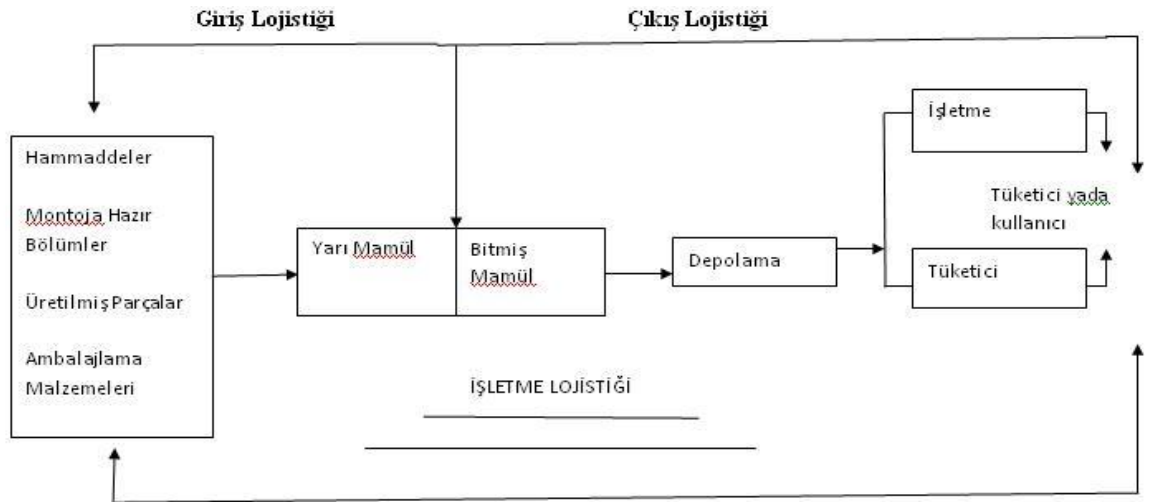 Giriş Lojistiği
Çıkış Lojistiği
Hammaddeler
Montoja Hazır
Bölümler
Üretilmiş Parçalar
Ambalajlama
Malzemeleri
Yarı Mamül
Bitmiş
Mamül
Depolama
İşletme
Tüketici yada
kullanıcı
Tüketici
İŞLETME LOJİSTİĞİ